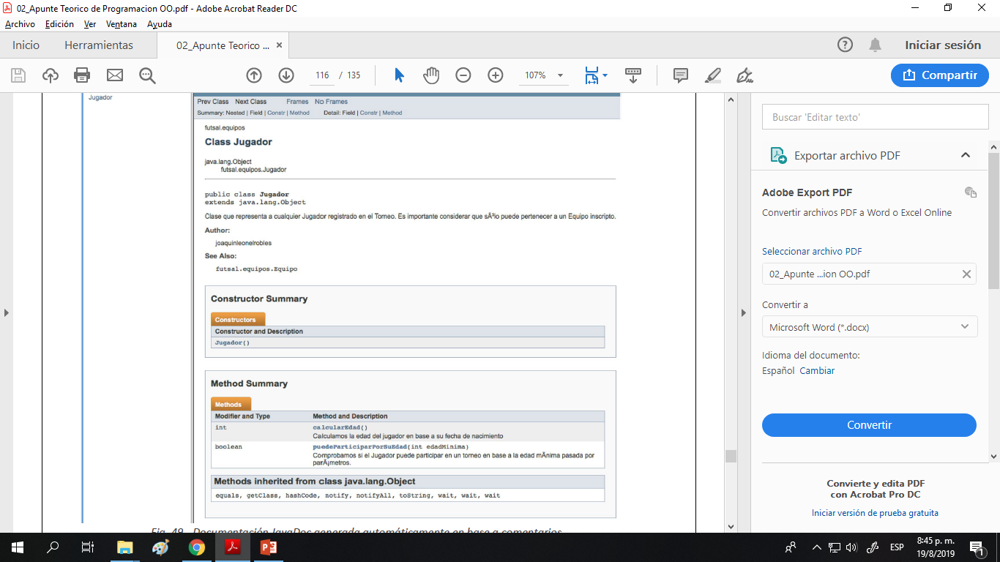 02_Apunte Teorico de Programacion OO.pdf - Adobe Acrobat Reader DC
Archivo Edición Ver Ventana Ayuda
Inicio Herramientas 02_Apunte Teorico ... ×
116 / 135 107% Compartir
? Iniciar sesión
Jugador
Prev Class Next Class Frames No Frames
Summary: Nested | Field | Constr | Method Detail: Field | Constr | Method
futsal.equipos
Class Jugador
java.lang.Object
futsal.equipos.Jugador
public class Jugador
extends java.lang.Object
Clase que representa a cualquier Jugador registrado en el Torneo. Es importante considerar que sÃ³lo puede pertenecer a un Equipo inscripto.
Author:
joaquinleonelrobles
See Also:
futsal.equipos.Equipo
Constructor Summary
Constructors
Constructor and Description
Jugador()
Method Summary
Methods
Modifier and Type Method and Description
int calcularEdad()
Calculamos la edad del jugador en base a su fecha de nacimiento
boolean puedeParticiparPorSuEdad(int edadMinima)
Comprobamos si el Jugador puede participar en un torneo en base a la edad mÃnima pasada por
parÃ¡metros.
Methods inherited from class java.lang.Object
equals, getClass, hashCode, notify, notifyAll, toString, wait, wait, wait
Fig. 49 - Documentación JavaDoc generada automáticamente en base a comentarios
Buscar 'Editar texto'
Exportar archivo PDF
Adobe Export PDF
Convertir archivos PDF a Word o Excel Online
Seleccionar archivo PDF
02_Apunte ...ion OO.pdf
Convertir a
Microsoft Word (*.docx)
Idioma del documento:
Español Cambiar
Convertir
Convierte y edita PDF
con Acrobat Pro DC
Iniciar versión de prueba gratuita
ESP
8:45 p. m.
19/8/2019
1